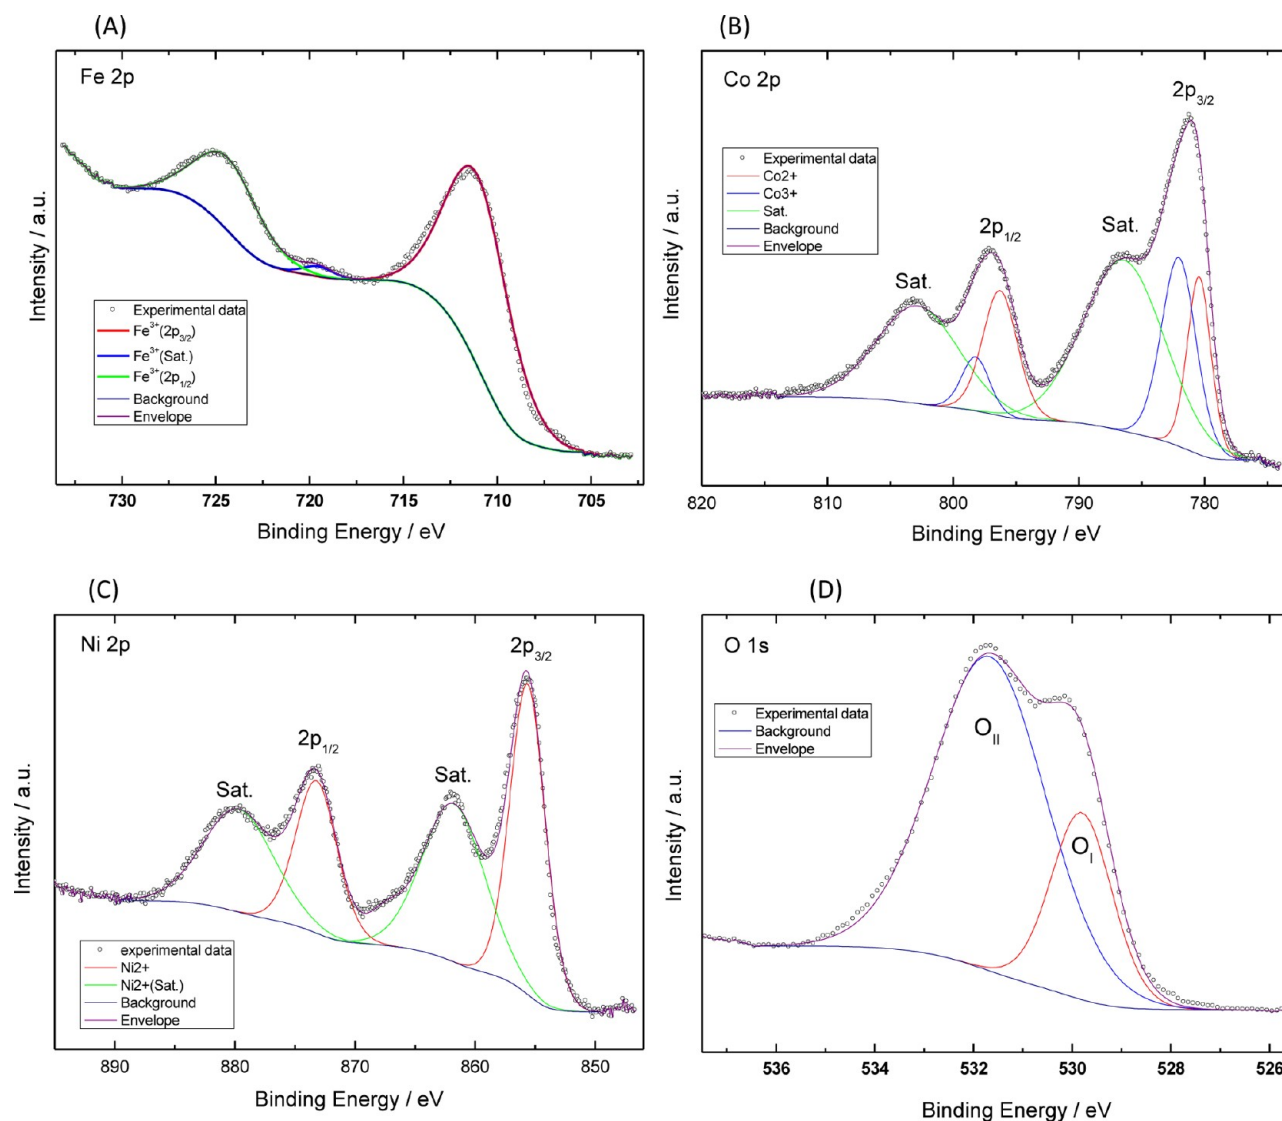 (A)
Fe 2p
Intensity / a.u.
Experimental data
Fe³⁺(2p₃/₂)
Fe³⁺(Sat.)
Fe³⁺(2p₁/₂)
Background
Envelope
730 725 720 715 710 705
Binding Energy / eV
(B)
Co 2p
2p₃/₂
Experimental data
Co2+
Co3+
Sat.
Background
Envelope
2p₁/₂
Sat.
Sat.
Intensity / a.u.
820 810 800 790 780
Binding Energy / eV
(C)
Ni 2p
2p₃/₂
2p₁/₂
Sat.
Sat.
Intensity / a.u.
experimental data
Ni2+
Ni2+(Sat.)
Background
Envelope
890 880 870 860 850
Binding Energy / eV
(D)
O 1s
Experimental data
Background
Envelope
O_II
O_I
Intensity / a.u.
536 534 532 530 528 526
Binding Energy / eV